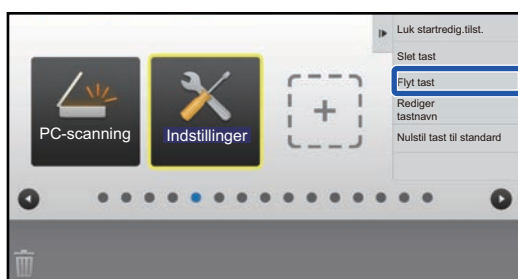 Luk startredig.tilst.
Slet tast
Flyt tast
Rediger
tastnavn
Nulstil tast til standard
PC-scanning
Indstillinger